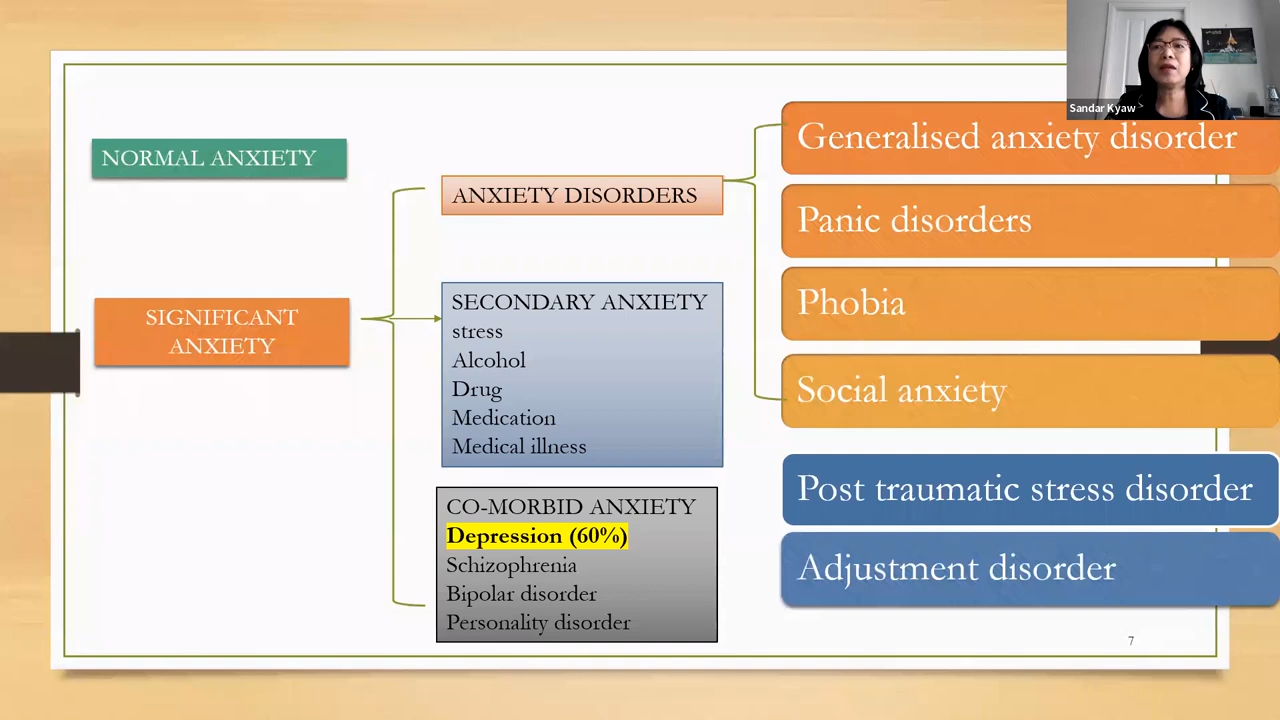 NORMAL ANXIETY
SIGNIFICANT
ANXIETY
ANXIETY DISORDERS
SECONDARY ANXIETY
stress
Alcohol
Drug
Medication
Medical illness
CO-MORBID ANXIETY
Depression (60%)
Schizophrenia
Bipolar disorder
Personality disorder
Generalised anxiety disorder
Panic disorders
Phobia
Social anxiety
Post traumatic stress disorder
Adjustment disorder
7
Sandar Kyaw